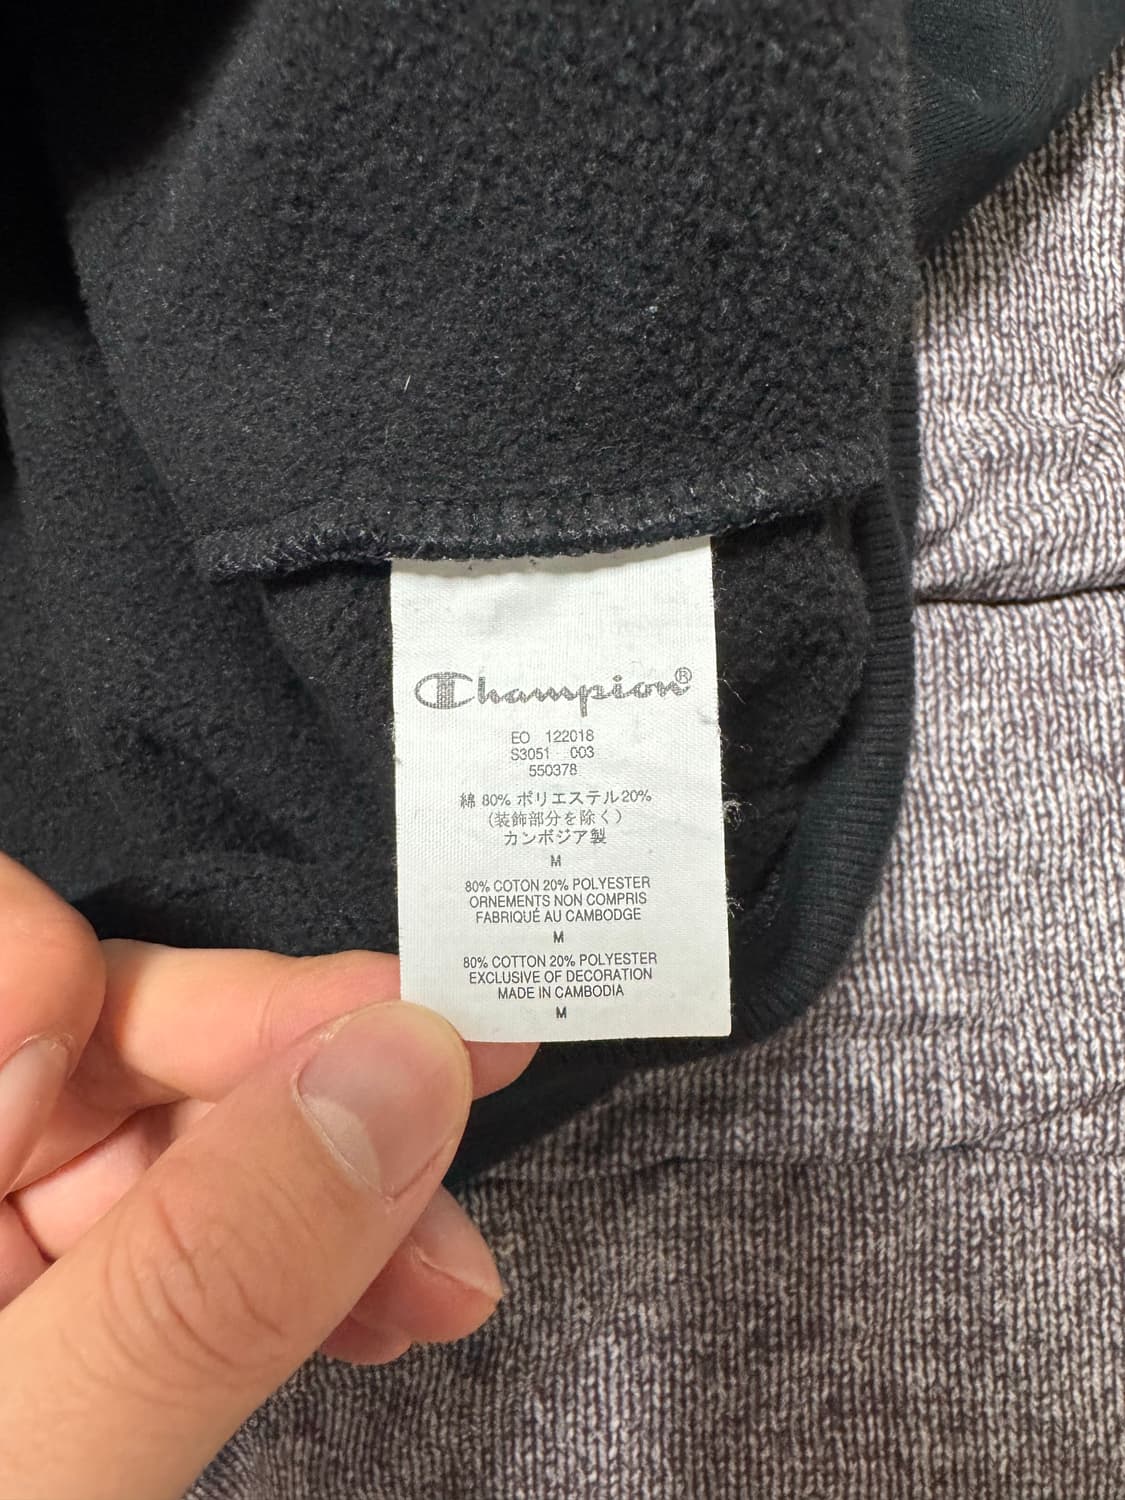 Champion®
EO 122018
S3051 003
550378
綿 80% ポリエステル20%
(装飾部分を除く)
カンボジア製
M
80% COTON 20% POLYESTER
ORNEMENTS NON COMPRIS
FABRIQUÉ AU CAMBODGE
M
80% COTTON 20% POLYESTER
EXCLUSIVE OF DECORATION
MADE IN CAMBODIA
M